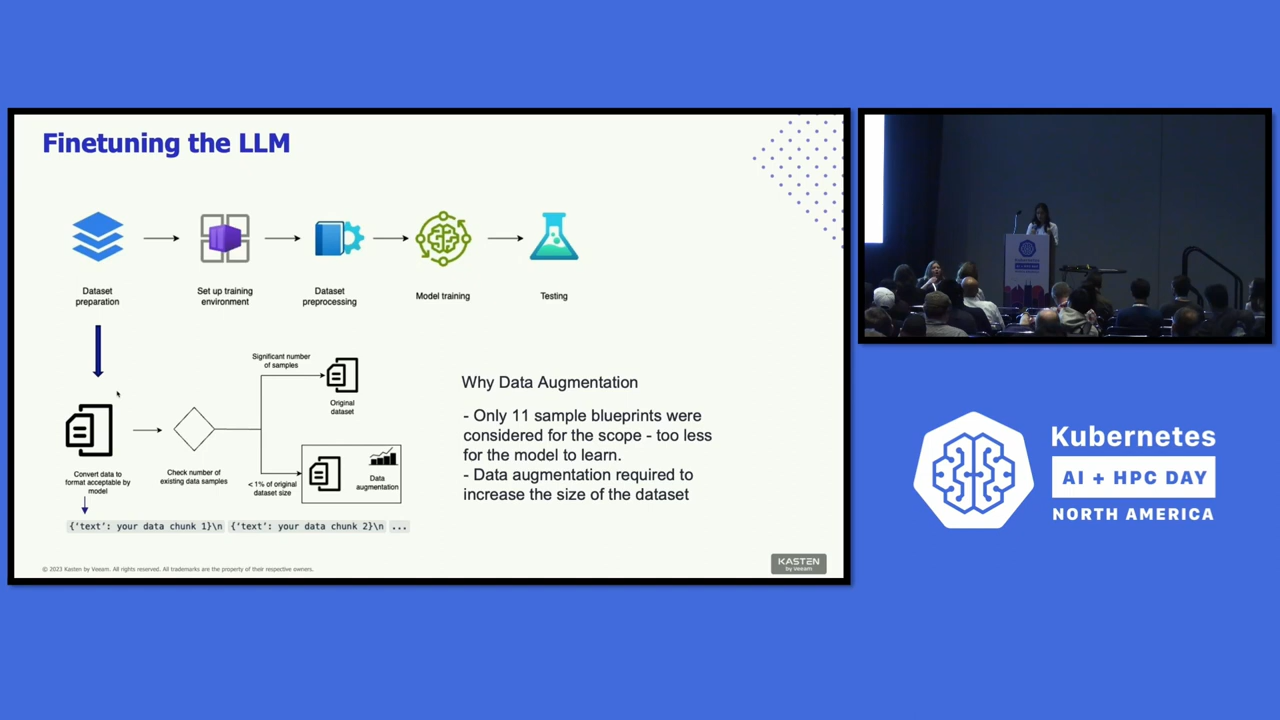 Finetuning the LLM
Dataset
preparation
Set up training
environment
Dataset
preprocessing
Model training
Testing
Significant number
of samples
Original
dataset
Convert data to
format acceptable by
model
Check number of
existing data samples
< 1% of original
dataset size
Data
augmentation
{'text': your data chunk 1}\n {'text': your data chunk 2}\n ...
Why Data Augmentation
- Only 11 sample blueprints were
considered for the scope - too less
for the model to learn.
- Data augmentation required to
increase the size of the dataset
© 2023 Kasten by Veeam. All rights reserved. All trademarks are the property of their respective owners.
KASTEN
by Veeam
Kubernetes
AI + HPC DAY
Kubernetes
AI + HPC DAY
NORTH AMERICA